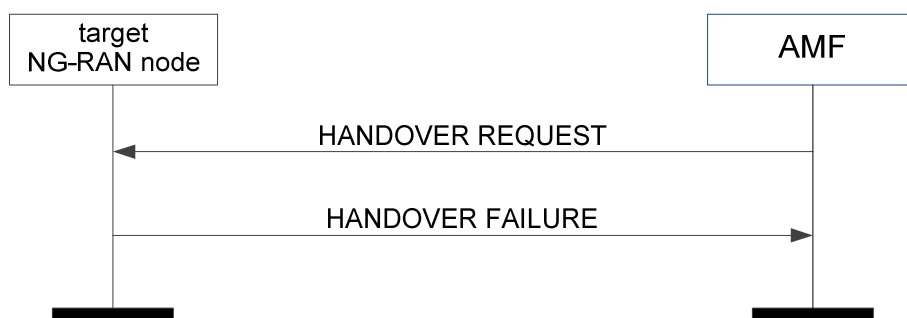 target
NG-RAN node
AMF
HANDOVER REQUEST
HANDOVER FAILURE